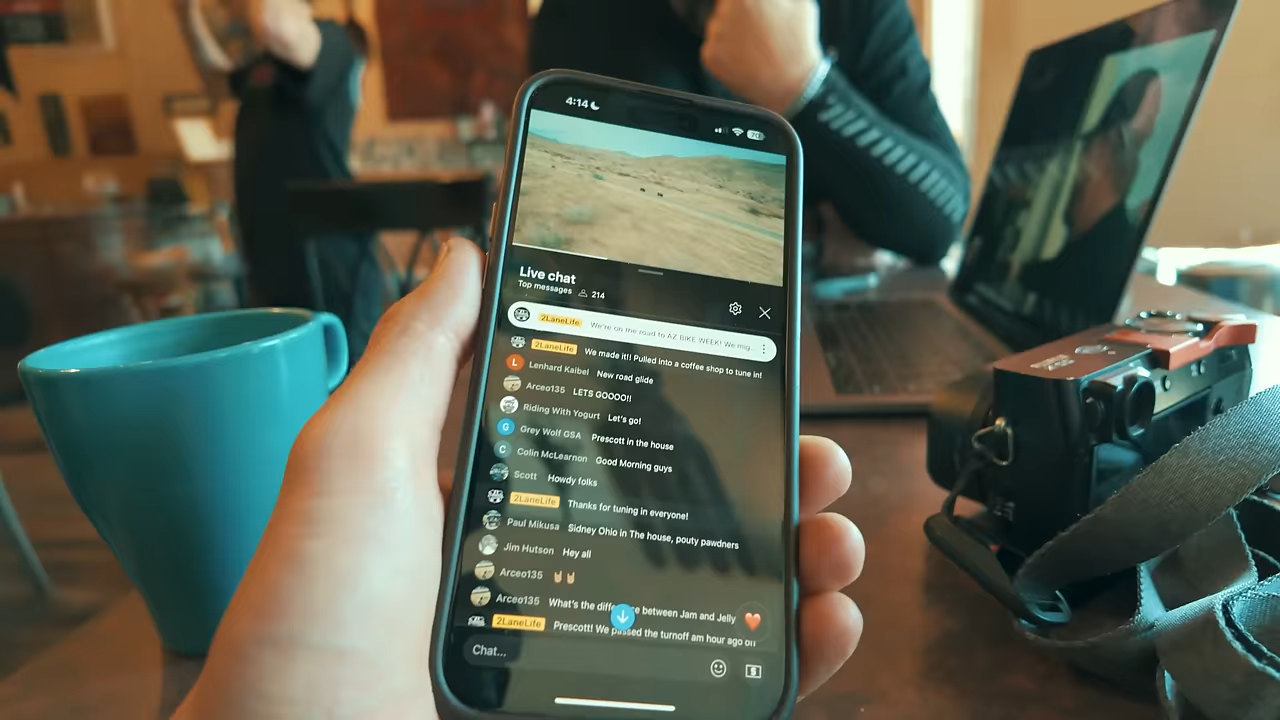 4:14
Live chat
Top messages 214
2LaneLife We're on the road to AZ BIKE WEEK! We mig...
2LaneLife We made it!! Pulled into a coffee shop to tune in!
L Lenhard Kaibel New road glide
Arceo135 LETS GOOOO!!
Riding With Yogurt Let's go!
G Grey Wolf GSA Prescott in the house
C Colin McLearnon Good Morning guys
Scott Howdy folks
2LaneLife Thanks for tuning in everyone!
Paul Mikusa Sidney Ohio in The house, pouty pawdners
Jim Hutson Hey all
Arceo135 🤘🤘
Arceo135 What's the between Jam and Jelly
2LaneLife Prescott! We passed the turnoff am hour ago on
Chat...